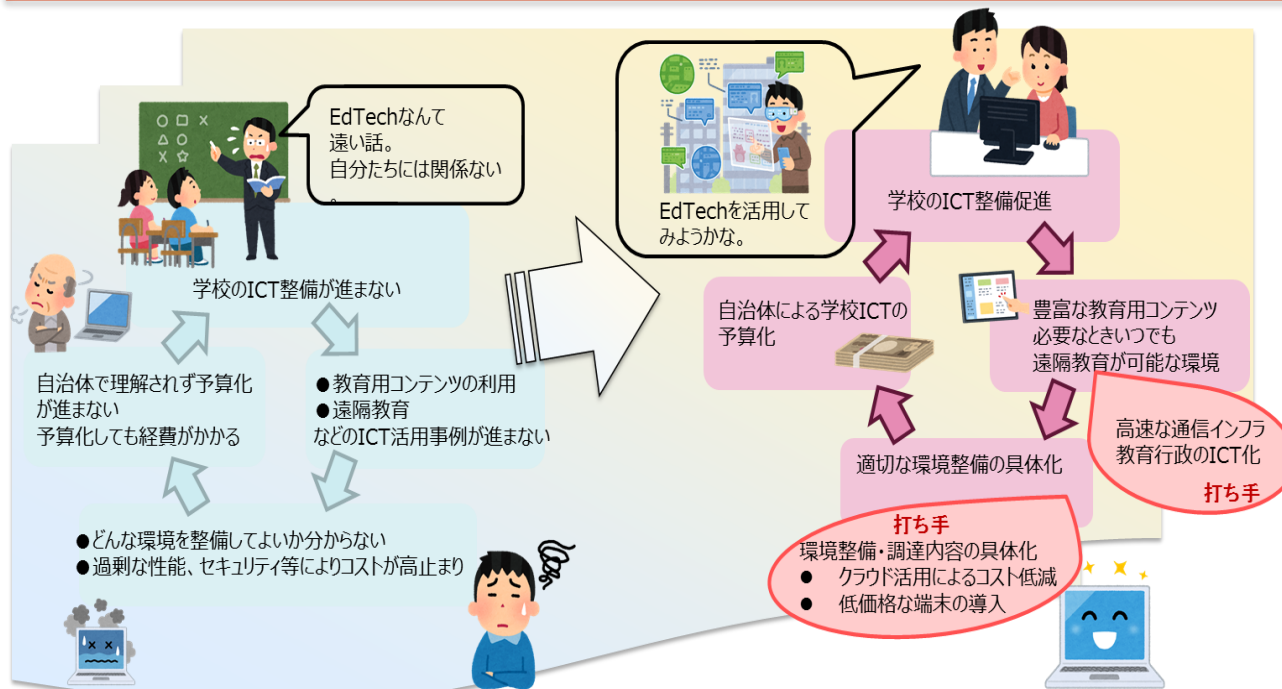 EdTechなんて
遠い話。
自分たちには関係ない
。
学校のICT整備が進まない
自治体で理解されず予算化
が進まない
予算化しても経費がかかる
●教育用コンテンツの利用
●遠隔教育
などのICT活用事例が進まない
●どんな環境を整備してよいか分からない
●過剰な性能、セキュリティ等によりコストが高止まり
EdTechを活用して
みようかな。
学校のICT整備促進
自治体による学校ICTの
予算化
豊富な教育用コンテンツ
必要なときいつでも
遠隔教育が可能な環境
高速な通信インフラ
教育行政のICT化
打ち手
適切な環境整備の具体化
打ち手
環境整備・調達内容の具体化
● クラウド活用によるコスト低減
● 低価格な端末の導入